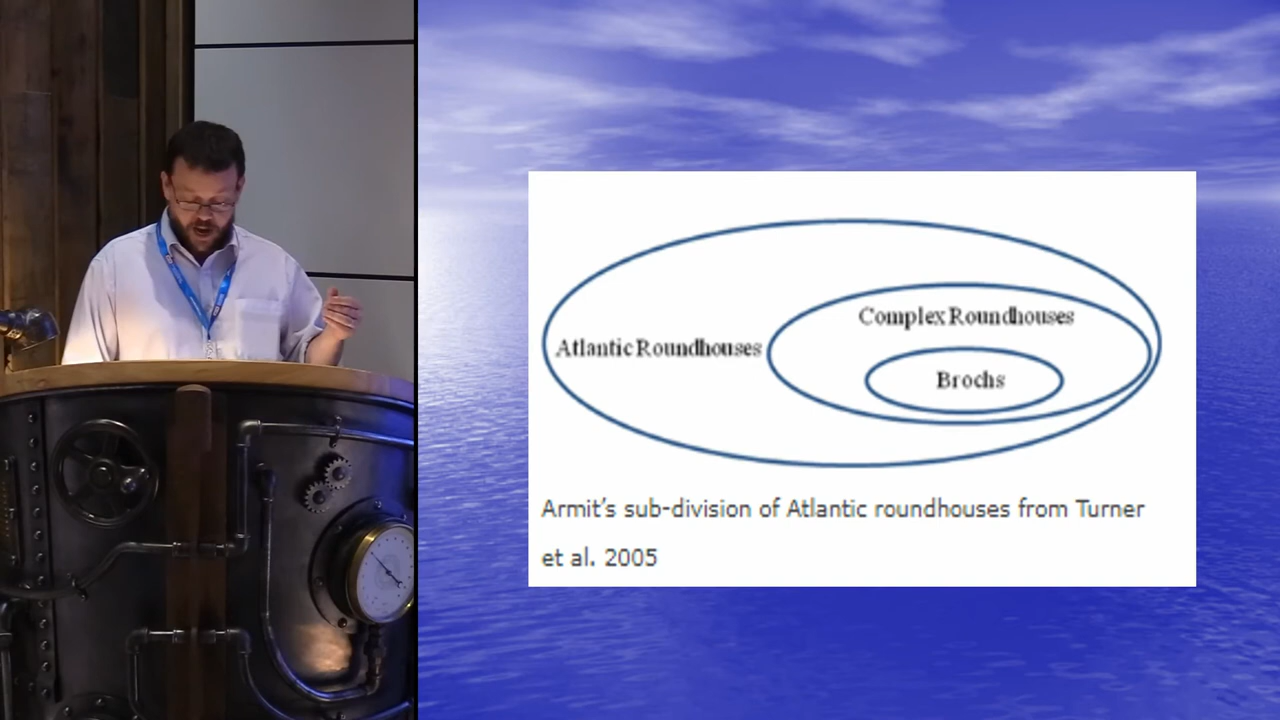 Complex Roundhouses
Atlantic Roundhouses
Brochs
Armit's sub-division of Atlantic roundhouses from Turner
et al. 2005